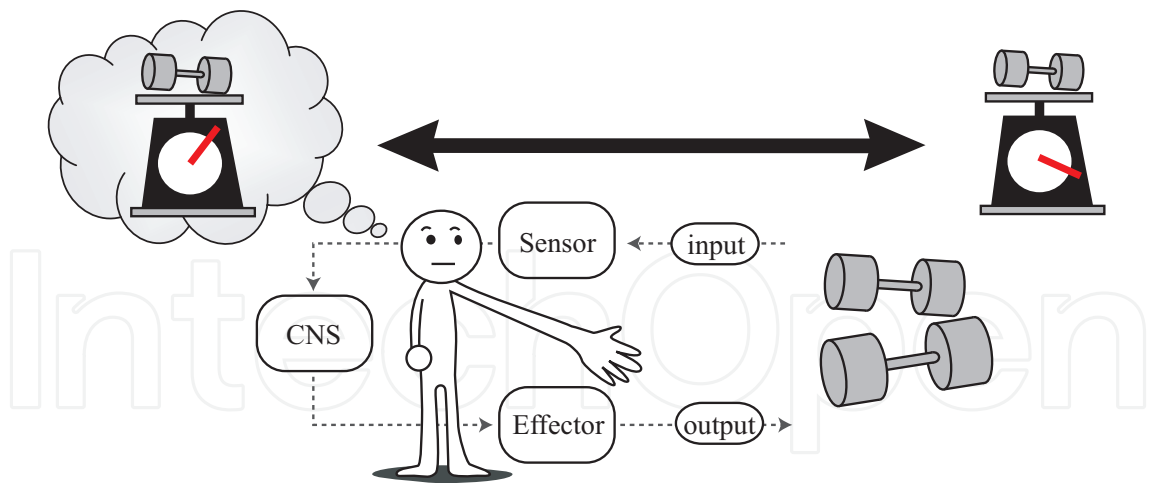 Sensor
input
CNS
Effector
output
IntechOpen